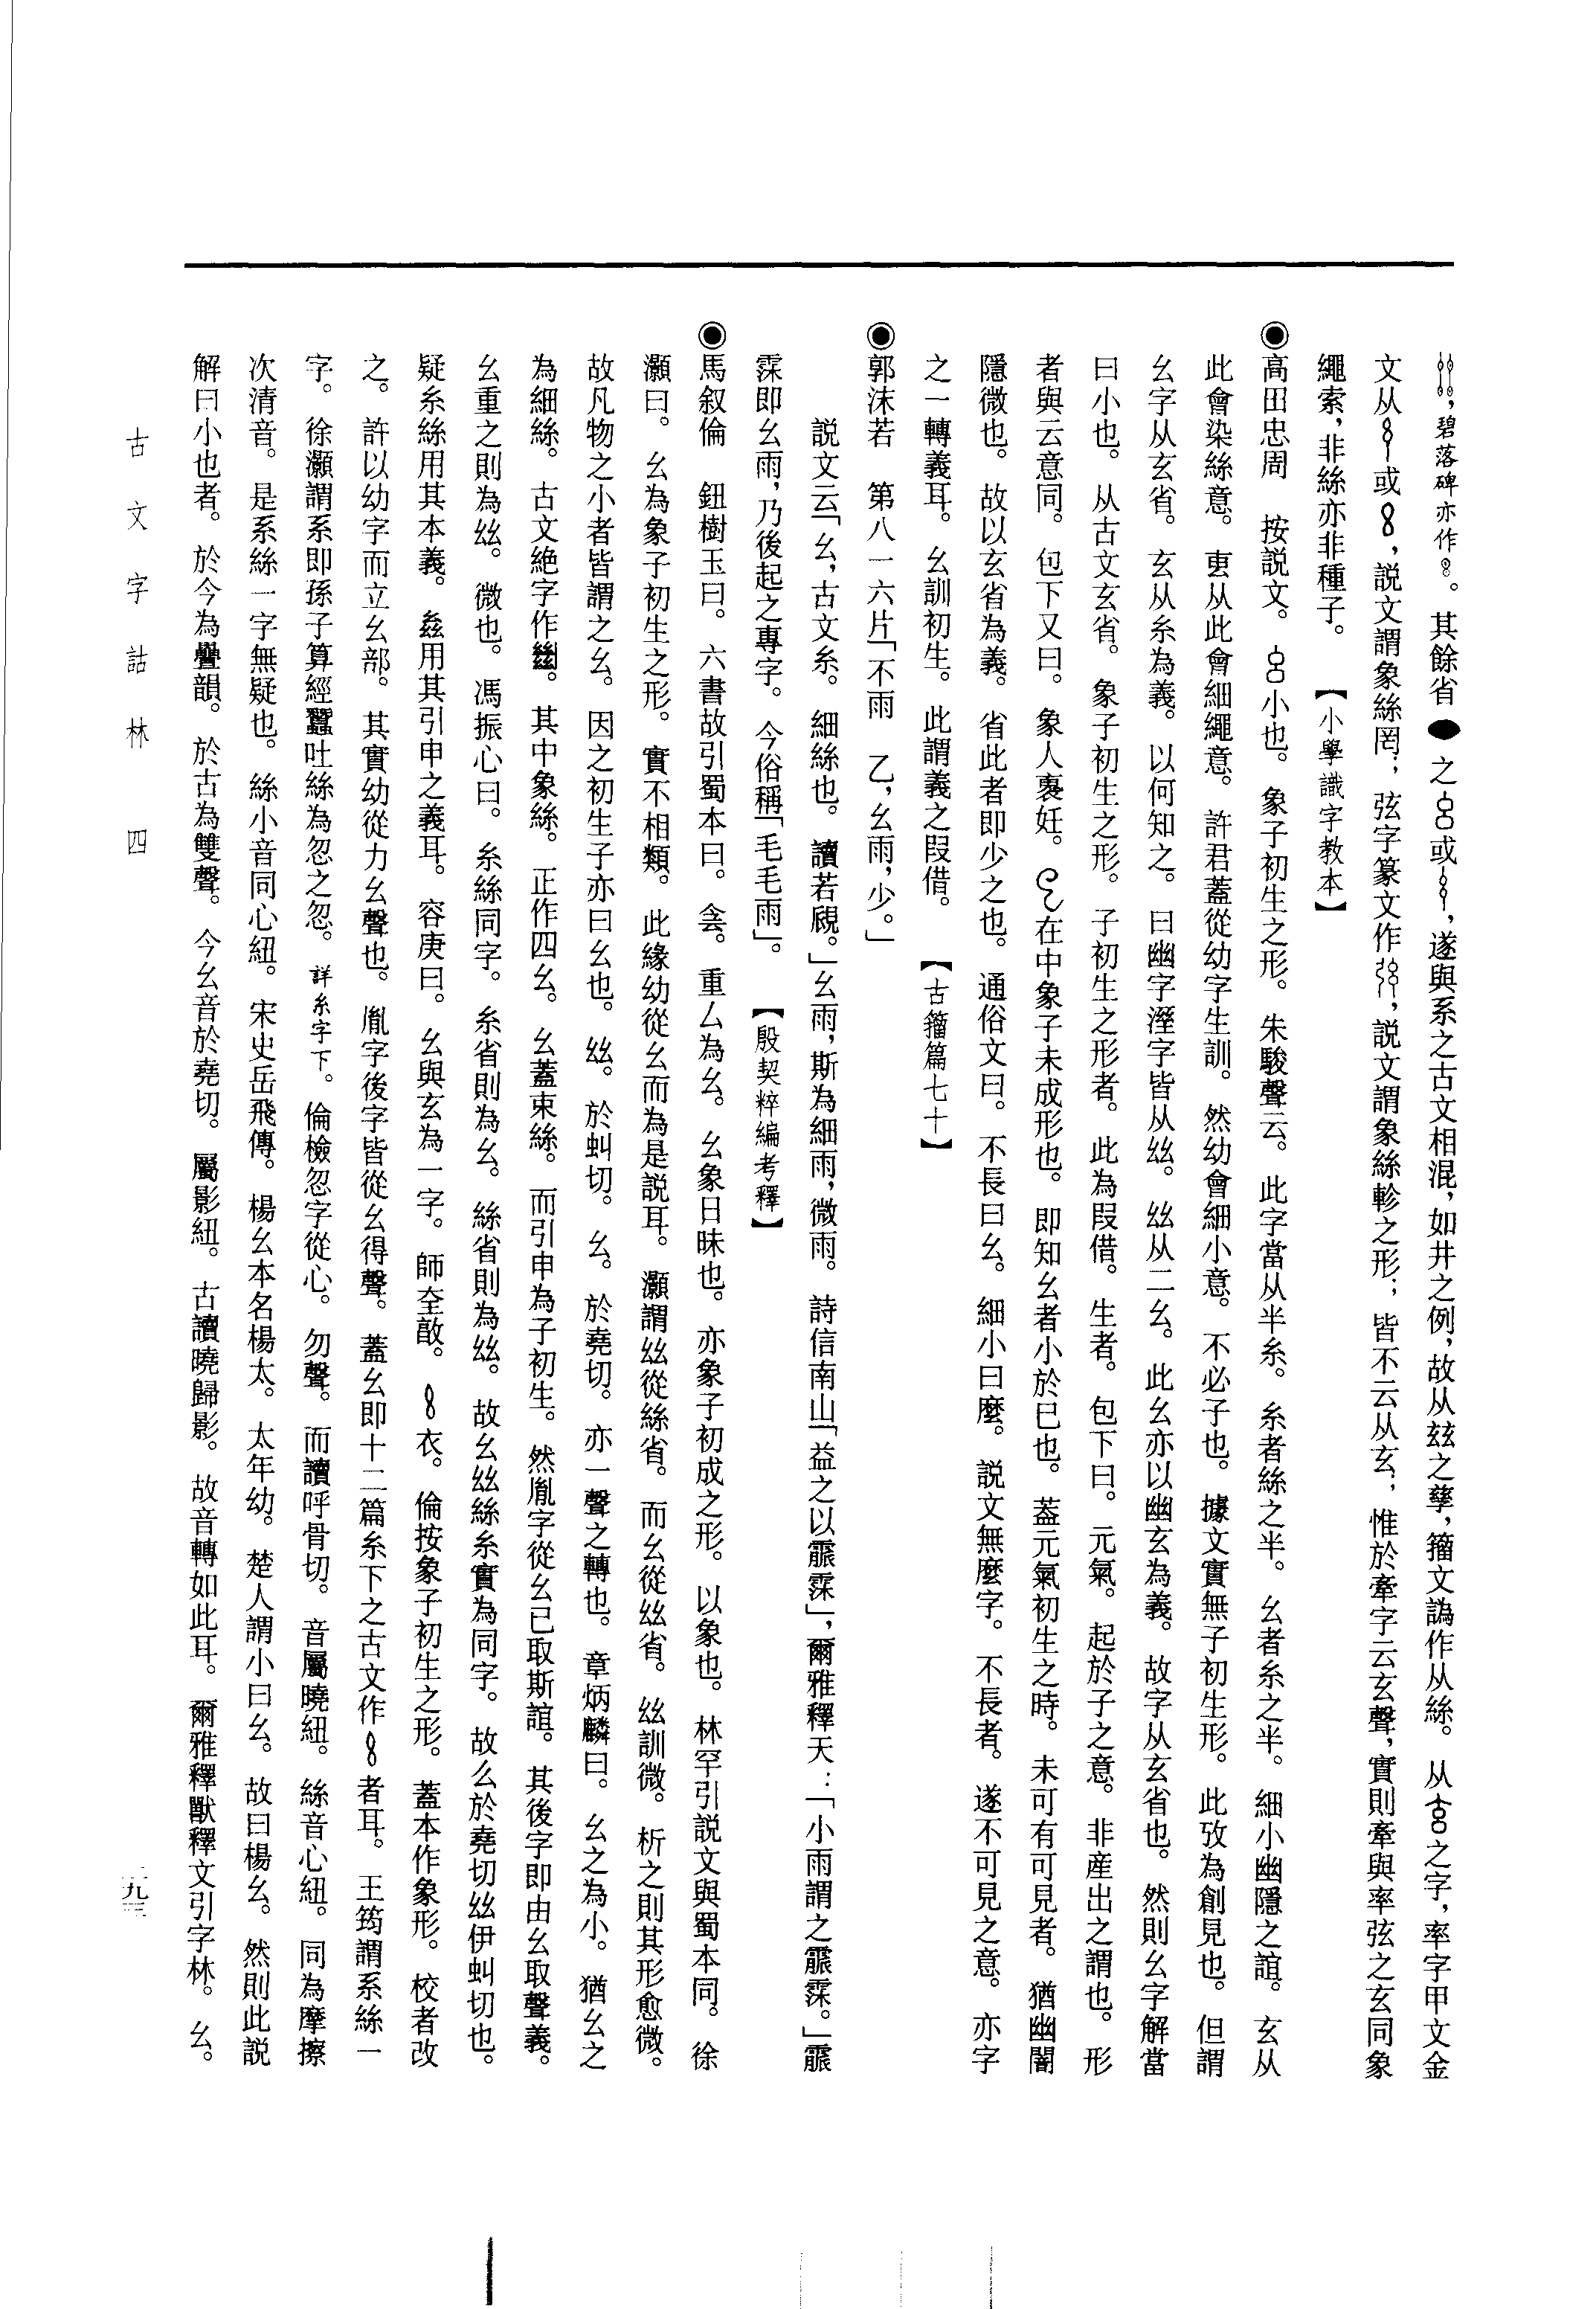 ，碧落碑亦作。其餘省之或，遂與系之古文相混，如井之例，故从玆之孳，籀文譌作从絲。从之字，率字甲文金
文从或，説文謂象絲罔；弦字篆文作，説文謂象絲軫之形；皆不云从玄；惟於牽字云玄聲，實則牽與率弦之玄同象
繩索，非絲亦非種子。　【小學識字教本】
◉高田忠周　按説文。小也。象子初生之形。朱駿聲云。此字當从半糸。糸者絲之半。幺者糸之半。細小幽隱之誼。玄从
此會染絲意。叀从此會細繩意。許君蓋從幼字生訓。然幼會細小意。不必子也。據文實無子初生形。此攷為創見也。但謂
幺字从玄省。玄从糸為義。以何知之。曰幽字溼字皆从𢆶。𢆶从二幺。此幺亦以幽玄為義。故字从玄省也。然則幺字解當
曰小也。从古文玄省。象子初生之形。子初生之形者。此為叚借。生者。包下曰。元氣。起於子之意。非産出之謂也。形
者與云意同。包下又曰。象人裹妊。在中象子未成形也。即知幺者小於巳也。蓋元氣初生之時。未可有可見者。猶幽闇
隱微也。故以玄省為義。省此者即少之也。通俗文曰。不長曰幺。細小曰麼。説文無麼字。不長者。遂不可見之意。亦字
之一轉義耳。幺訓初生。此謂義之叚借。　【古籀篇七十】
◉郭沫若　第八一六片「不雨　乙，幺雨，少。」
説文云「幺，古文糸。細絲也。讀若覛。」幺雨，斯為細雨，微雨。詩信南山「益之以霢霂」，爾雅釋天：「小雨謂之霢霂。」霢
霂即幺雨，乃後起之專字。今俗稱「毛毛雨」。　【殷契粹編考釋】
◉馬叙倫　鈕樹玉曰。六書故引蜀本曰。重厶為幺。幺象日昧也。亦象子初成之形。以象也。林罕引説文與蜀本同。徐
灝曰。幺為象子初生之形。實不相類。此緣幼從幺而為是説耳。灝謂𢆶從絲省。而幺從𢆶省。𢆶訓微。析之則其形愈微。
故凡物之小者皆謂之幺。因之初生子亦曰幺也。𢆶。於虯切。幺。於堯切。亦一聲之轉也。章炳麟曰。幺之為小。猶幺之
為細絲。古文絶字作𢇍。其中象絲。正作四幺。幺蓋束絲。而引申為子初生。然胤字從幺已取斯誼。其後字即由幺取聲義。
幺重之則為𢆶。微也。馮振心曰。糸絲同字。糸省則為幺。絲省則為𢆶。故幺𢆶絲糸實為同字。故么於堯切𢆶伊虯切也。
疑糸絲用其本義。幺𢆶用其引申之義耳。容庚曰。幺與玄為一字。師𡘇敃。衣。倫按象子初生之形。蓋本作象形。校者改
之。許以幼字而立幺部。其實幼從力幺聲也。胤字後字皆從幺得聲。蓋幺即十二篇糸下之古文作者耳。王筠謂系絲一
字。徐灝謂系即孫子算經蠶吐絲為忽之忽。詳糸字下。倫檢忽字從心。勿聲。而讀呼骨切。音屬曉紐。絲音心紐。同為摩擦
次清音。是系絲一字無疑也。絲小音同心紐。宋史岳飛傳。楊幺本名楊太。太年幼。楚人謂小曰幺。故曰楊幺。然則此説
解曰小也者。於今為疊韻。於古為雙聲。今幺音於堯切。屬影紐。古讀曉歸影。故音轉如此耳。爾雅釋獸釋文引字林。幺。
古文字詁林　四